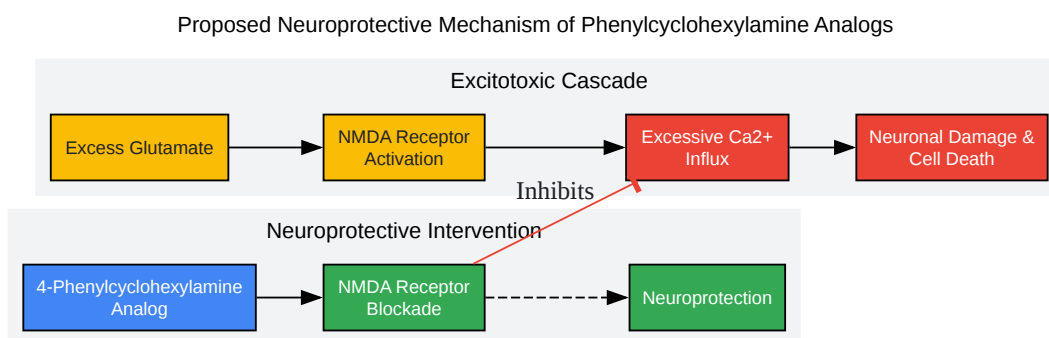 Proposed Neuroprotective Mechanism of Phenylcyclohexylamine Analogs
Excitotoxic Cascade
Excess Glutamate
NMDA Receptor
Activation
Excessive Ca2+
Influx
Neuronal Damage &
Cell Death
Inhibits
Neuroprotective Intervention
4-Phenylcyclohexylamine
Analog
NMDA Receptor
Blockade
Neuroprotection